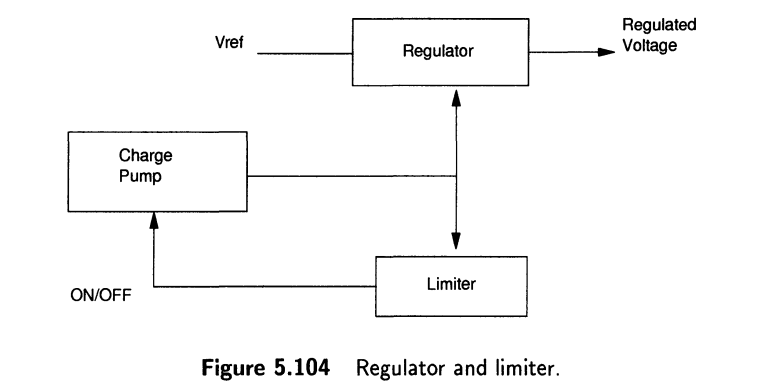 Vref
Regulator
Regulated
Voltage
Charge
Pump
ON/OFF
Limiter
Figure 5.104 Regulator and limiter.